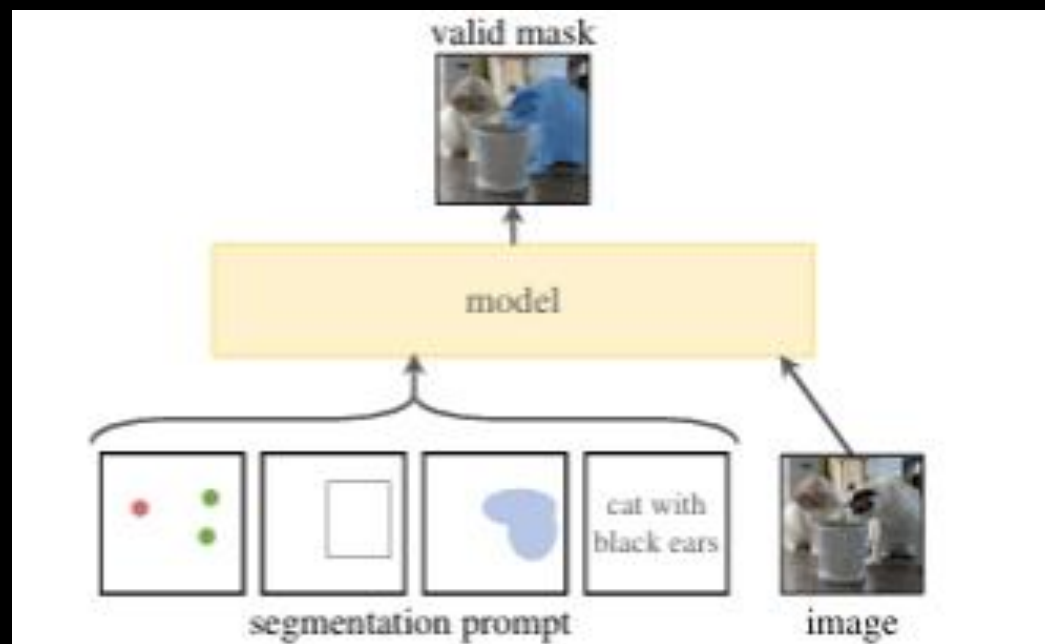 valid mask
model
cat with
black ears
segmentation prompt
image